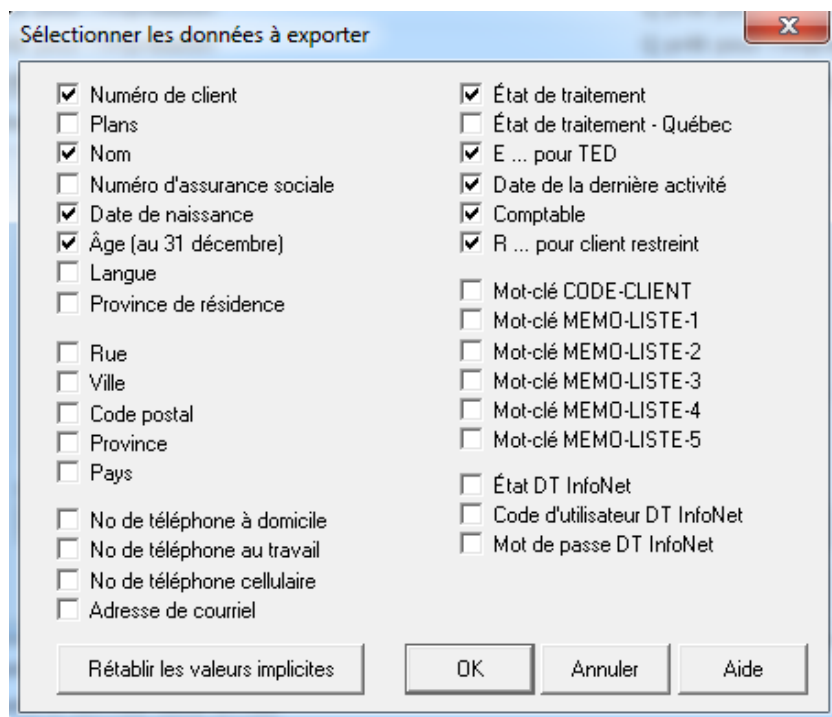 Sélectionner les données à exporter
Numéro de client
Plans
Nom
Numéro d'assurance sociale
Date de naissance
Âge (au 31 décembre)
Langue
Province de résidence
Rue
Ville
Code postal
Province
Pays
No de téléphone à domicile
No de téléphone au travail
No de téléphone cellulaire
Adresse de courriel
État de traitement
État de traitement - Québec
E ... pour TED
Date de la dernière activité
Comptable
R ... pour client restreint
Mot-clé CODE-CLIENT
Mot-clé MEMO-LISTE-1
Mot-clé MEMO-LISTE-2
Mot-clé MEMO-LISTE-3
Mot-clé MEMO-LISTE-4
Mot-clé MEMO-LISTE-5
État DT InfoNet
Code d'utilisateur DT InfoNet
Mot de passe DT InfoNet
Rétablir les valeurs implicites
OK
Annuler
Aide